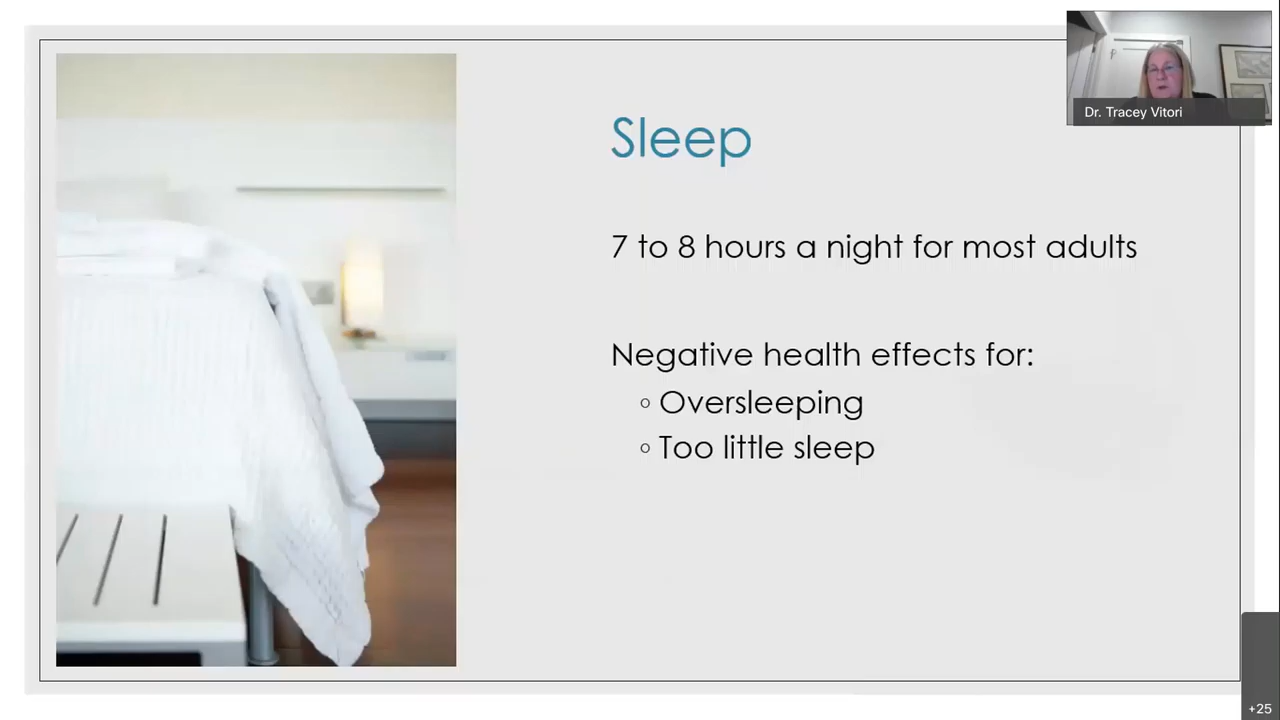 Dr. Tracey Vitori
Sleep
7 to 8 hours a night for most adults
Negative health effects for:
◦ Oversleeping
◦ Too little sleep
+25